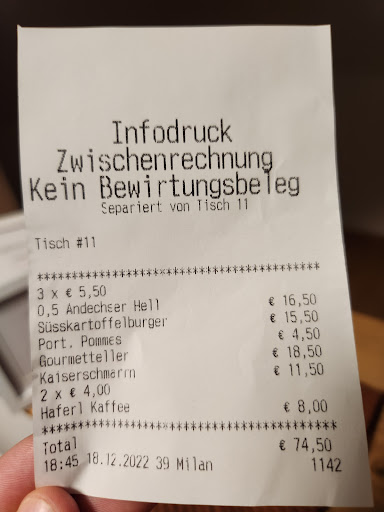 Infodruck
Zwischenrechnung
Kein Bewirtungsbeleg
Separiert von Tisch 11
Tisch #11
****************************************
3 x € 5,50
0,5 Andechser Hell € 16,50
Süsskartoffelburger € 15,50
Port. Pommes € 4,50
Gourmetteller € 18,50
Kaiserschmarrn € 11,50
2 x € 4,00
Haferl Kaffee € 8,00
****************************************
Total € 74,50
18:45 18.12.2022 39 Milan 1142